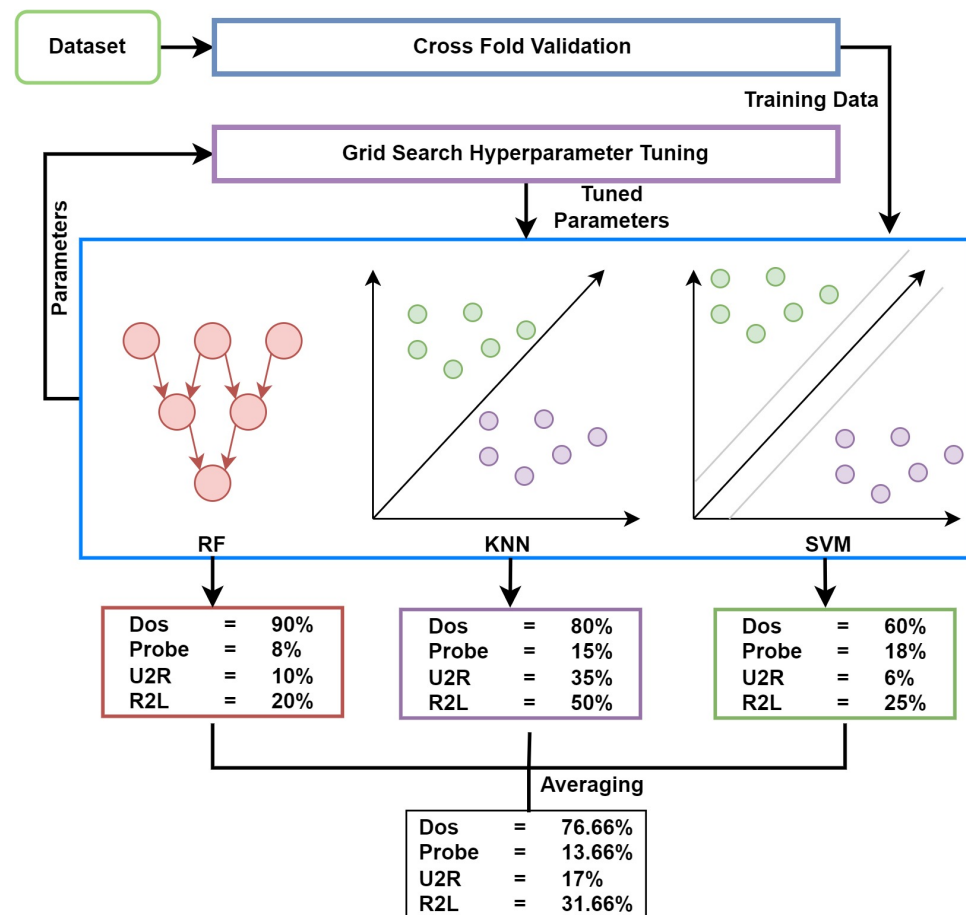 Dataset
Cross Fold Validation
Training Data
Grid Search Hyperparameter Tuning
Tuned
Parameters
Parameters
RF
KNN
SVM
Dos = 90%
Probe = 8%
U2R = 10%
R2L = 20%
Dos = 80%
Probe = 15%
U2R = 35%
R2L = 50%
Dos = 60%
Probe = 18%
U2R = 6%
R2L = 25%
Averaging
Dos = 76.66%
Probe = 13.66%
U2R = 17%
R2L = 31.66%